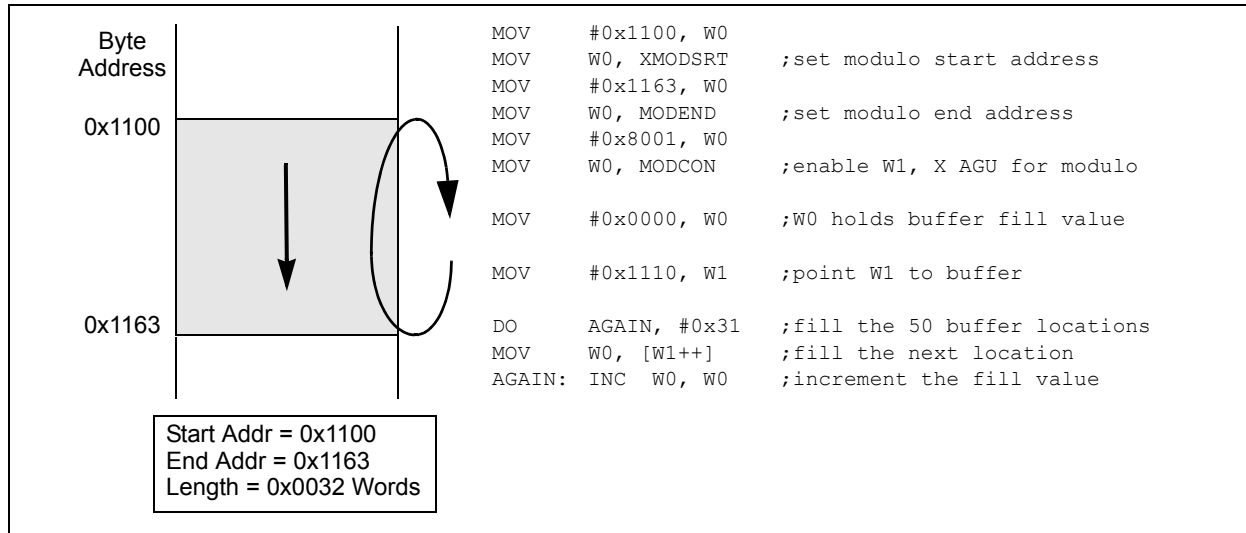 Byte
Address
0x1100
0x1163
Start Addr = 0x1100
End Addr = 0x1163
Length = 0x0032 Words
MOV #0x1100, W0
MOV W0, XMODSRT ;set modulo start address
MOV #0x1163, W0
MOV W0, MODEND ;set modulo end address
MOV #0x8001, W0
MOV W0, MODCON ;enable W1, X AGU for modulo
MOV #0x0000, W0 ;W0 holds buffer fill value
MOV #0x1110, W1 ;point W1 to buffer
DO AGAIN, #0x31 ;fill the 50 buffer locations
MOV W0, [W1++] ;fill the next location
AGAIN: INC W0, W0 ;increment the fill value